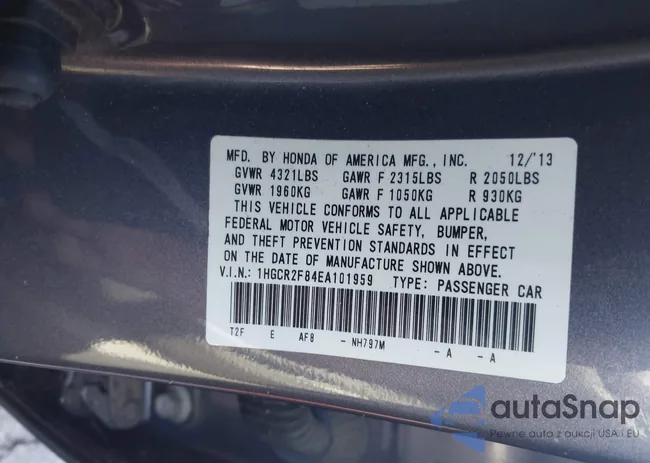 MFD. BY HONDA OF AMERICA MFG., INC. 12/'13
GVWR 4321LBS GAWR F 2315LBS R 2050LBS
GVWR 1960KG GAWR F 1050KG R 930KG
THIS VEHICLE CONFORMS TO ALL APPLICABLE
FEDERAL MOTOR VEHICLE SAFETY, BUMPER,
AND THEFT PREVENTION STANDARDS IN EFFECT
ON THE DATE OF MANUFACTURE SHOWN ABOVE.
V.I.N.: 1HGCR2F84EA101959 TYPE: PASSENGER CAR
T2F E AF8 - NH797M - A - A
autaSnap
Pewne auta z aukcji USA i EU